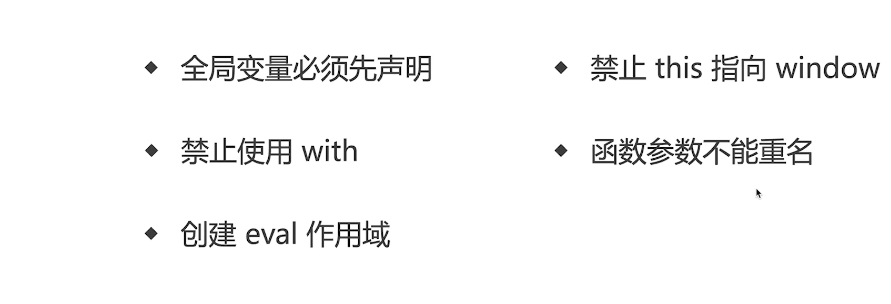 ◆ 全局变量必须先声明
◆ 禁止使用 with
◆ 创建 eval 作用域
◆ 禁止 this 指向 window
◆ 函数参数不能重名